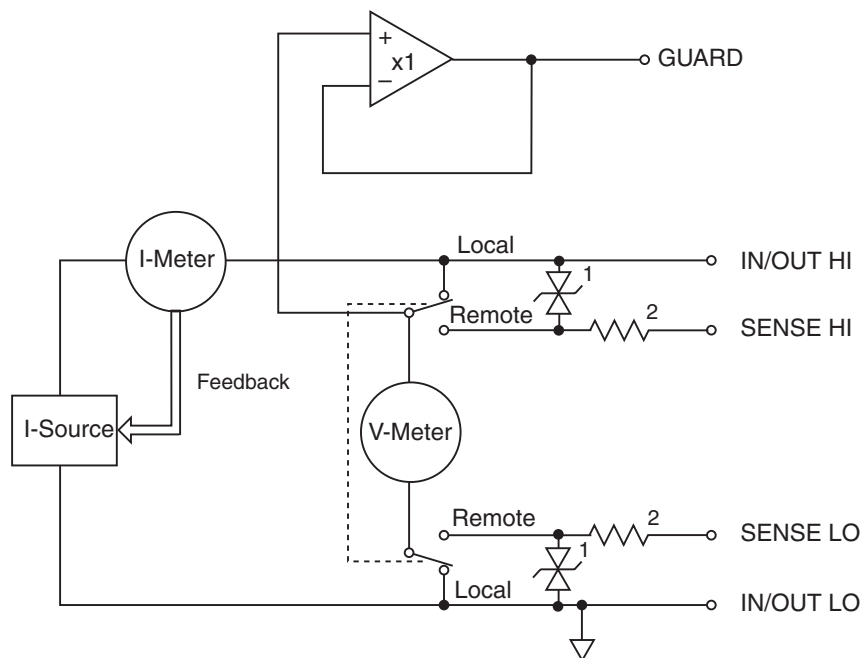 +
x1
−
GUARD
I-Meter
Local
1
IN/OUT HI
Remote
2
SENSE HI
Feedback
I-Source
V-Meter
Remote
2
SENSE LO
1
Local
IN/OUT LO